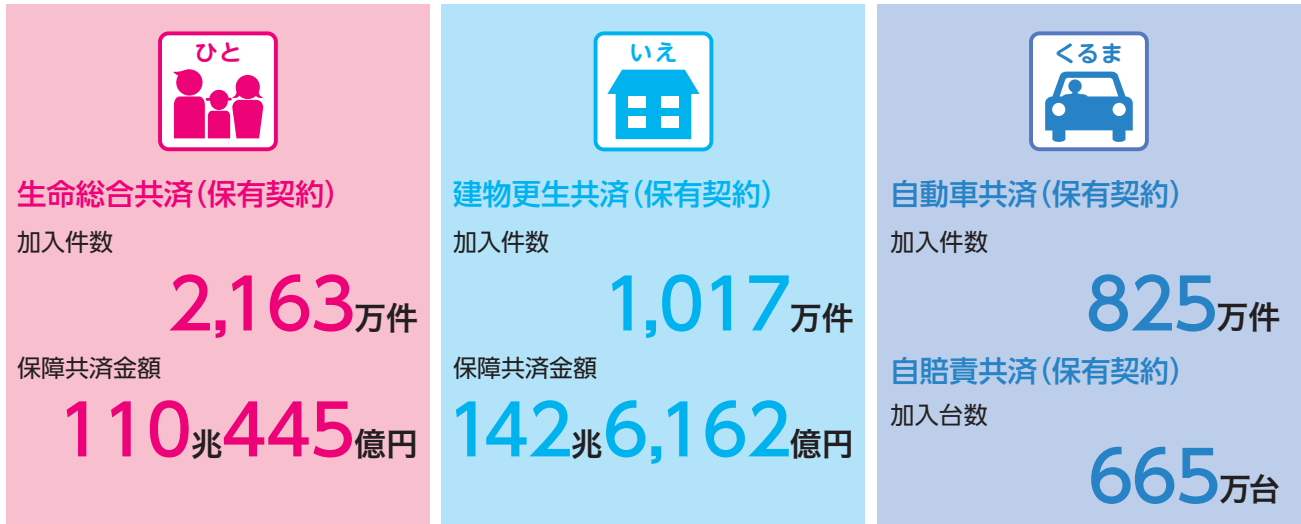 ひと
生命総合共済(保有契約)
加入件数
2,163万件
保障共済金額
110兆445億円
いえ
建物更生共済(保有契約)
加入件数
1,017万件
保障共済金額
142兆6,162億円
くるま
自動車共済(保有契約)
加入件数
825万件
自賠責共済(保有契約)
加入台数
665万台